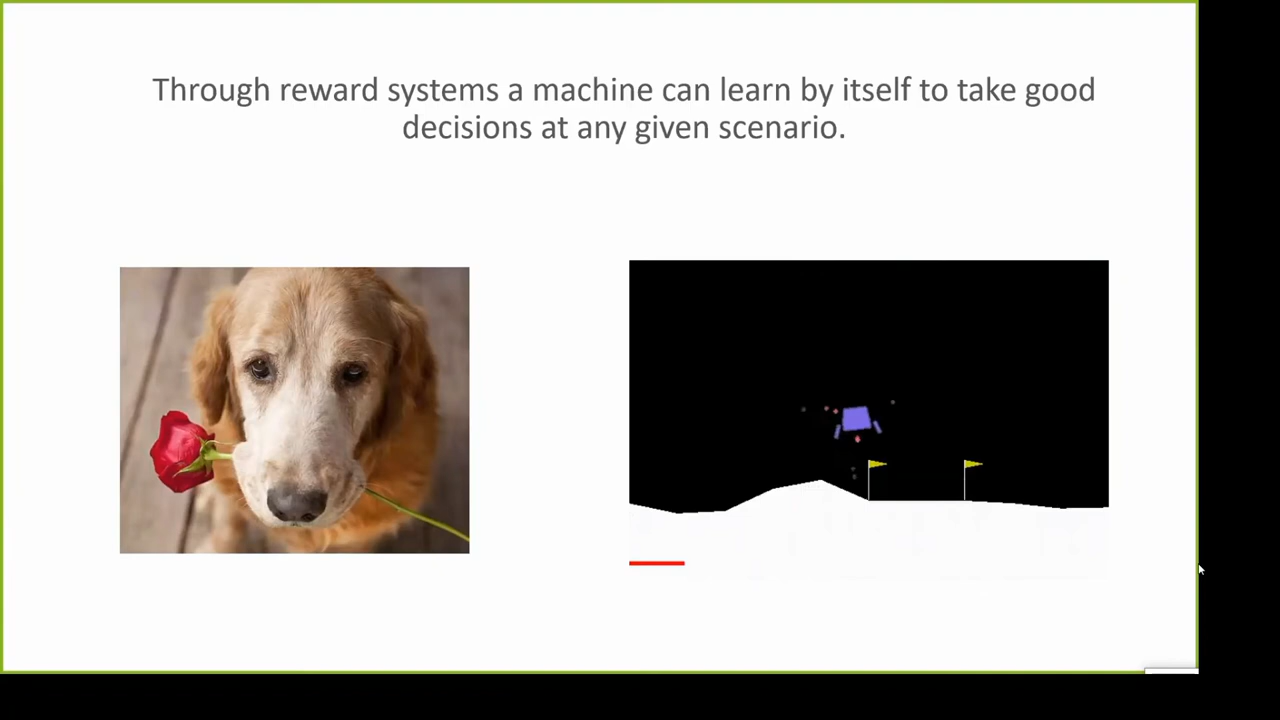 Through reward systems a machine can learn by itself to take good
decisions at any given scenario.